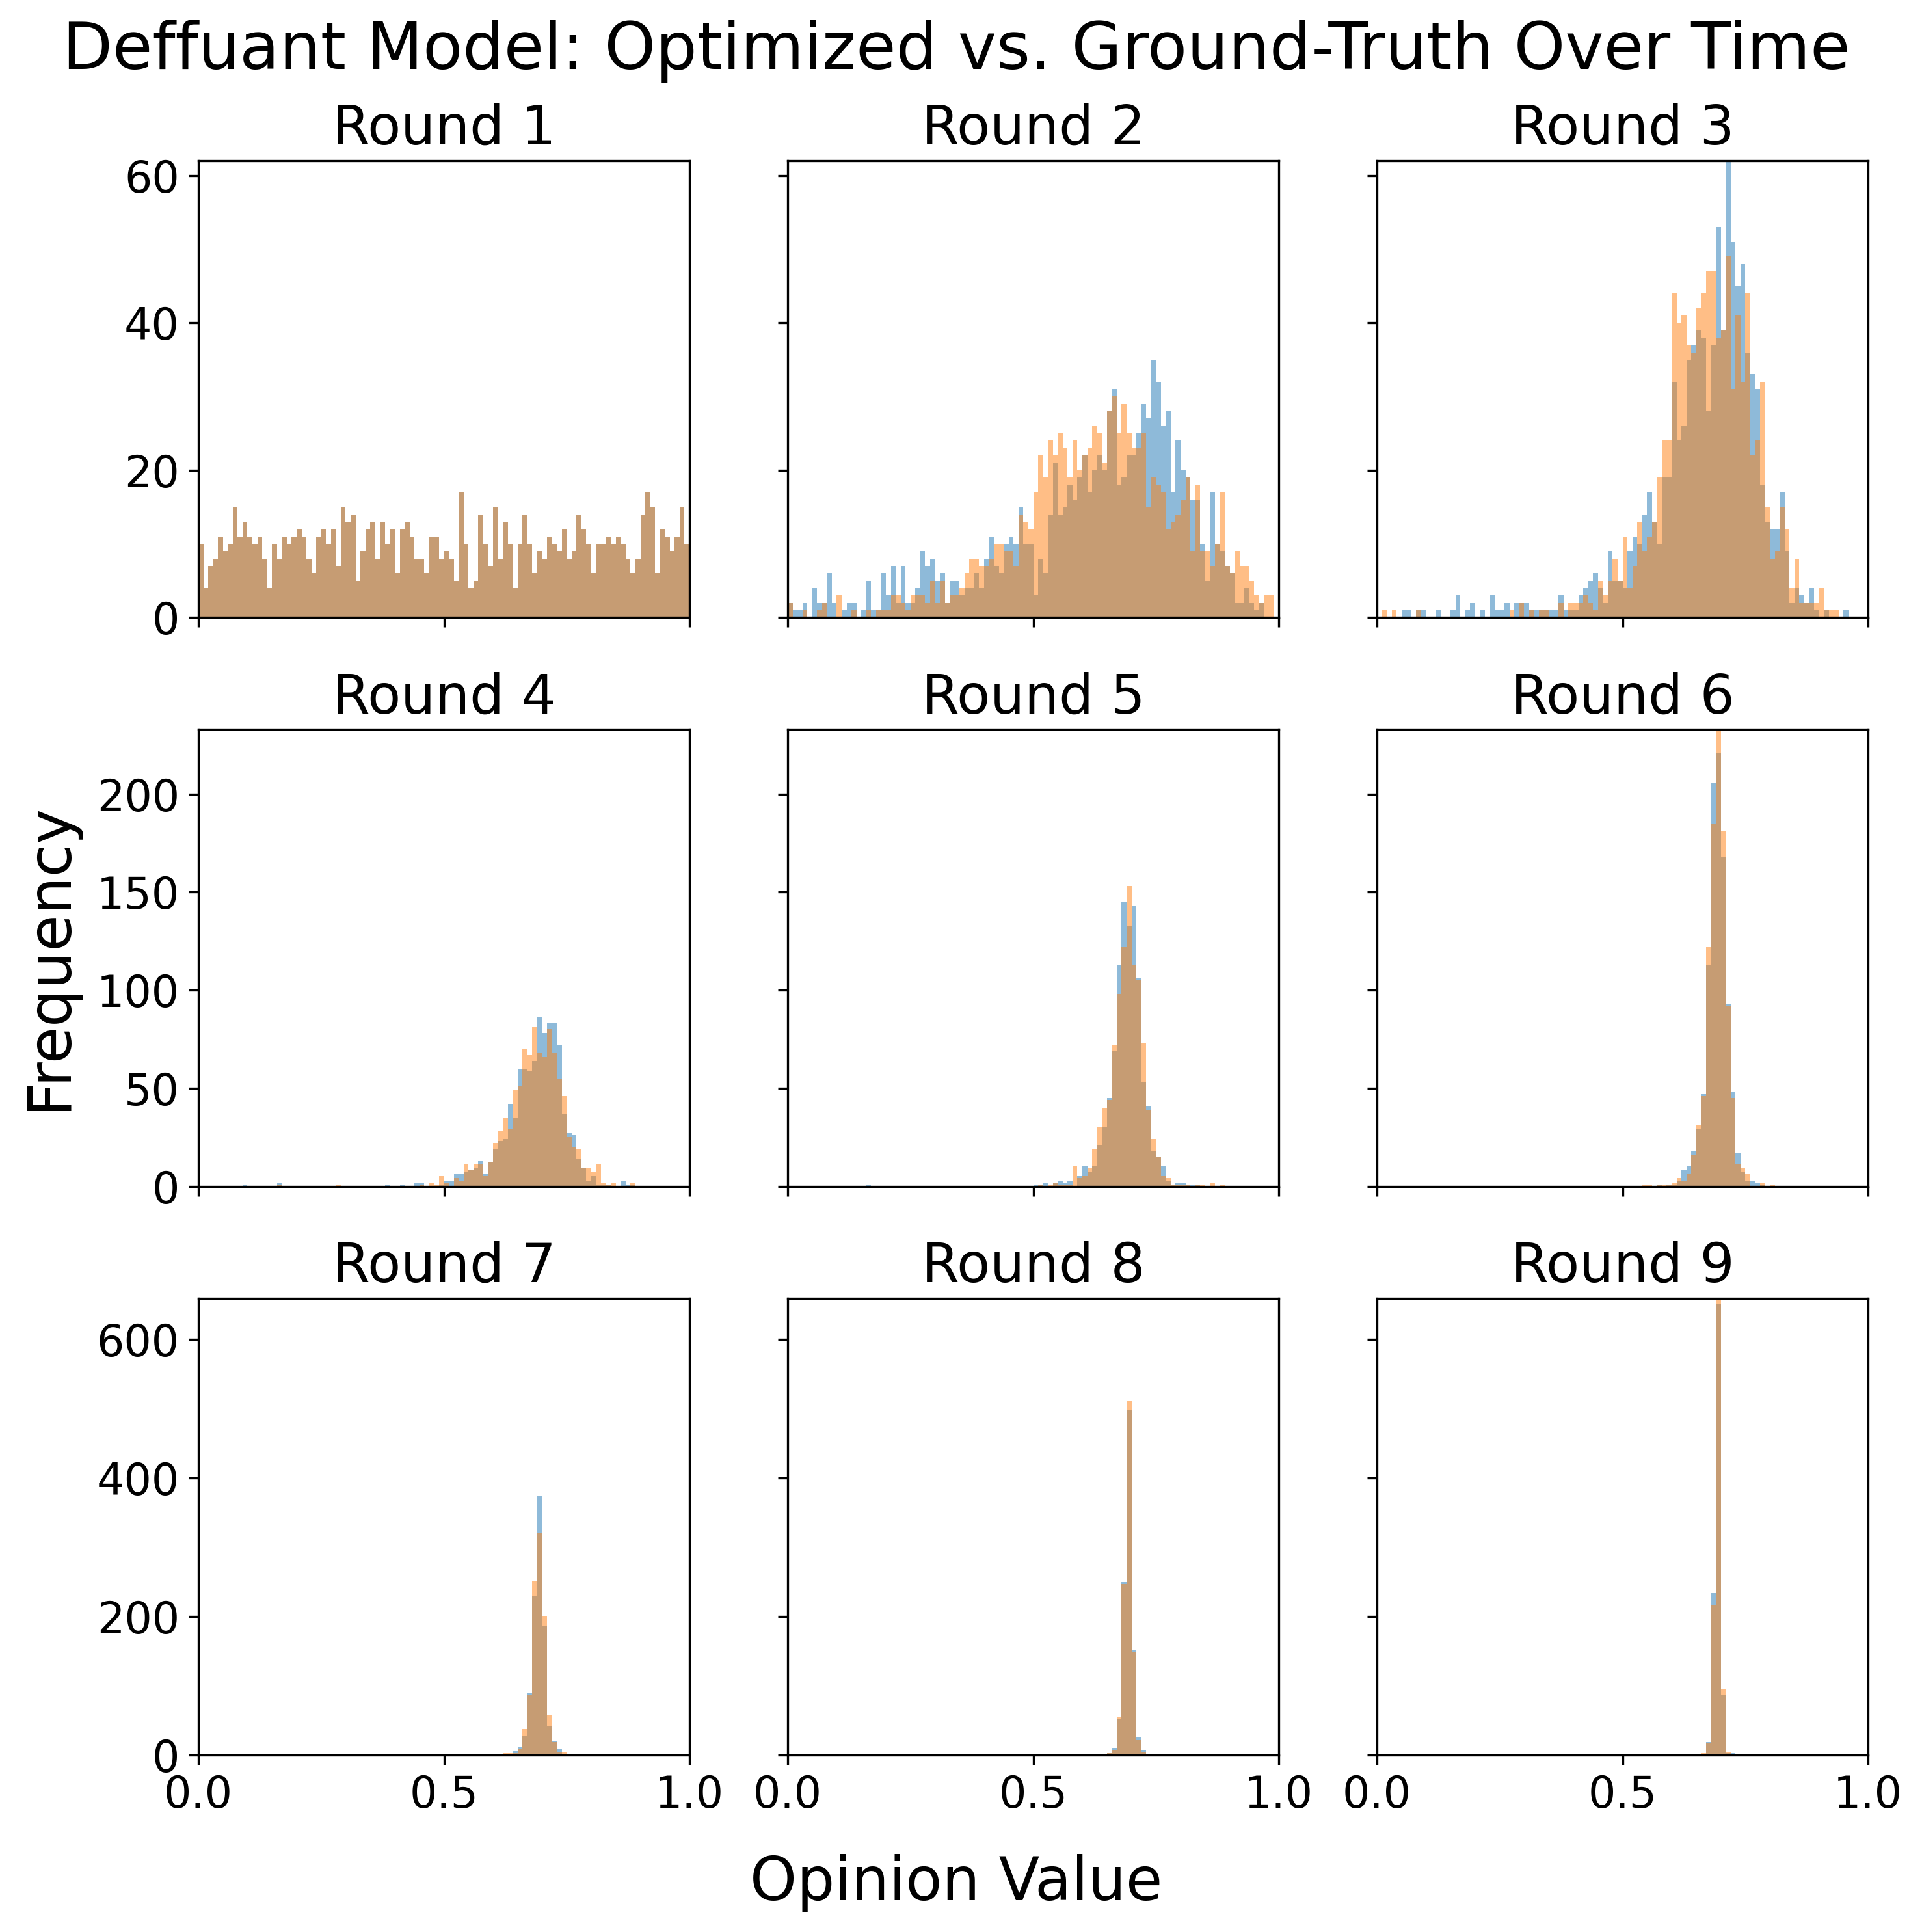 Deffuant Model: Optimized vs. Ground-Truth Over Time
Round 1
Round 2
Round 3
60
40
20
0
Round 4
Round 5
Round 6
200
150
100
50
0
Frequency
Round 7
Round 8
Round 9
600
400
200
0
0.0 0.5 1.0
0.0 0.5 1.0
0.0 0.5 1.0
Opinion Value